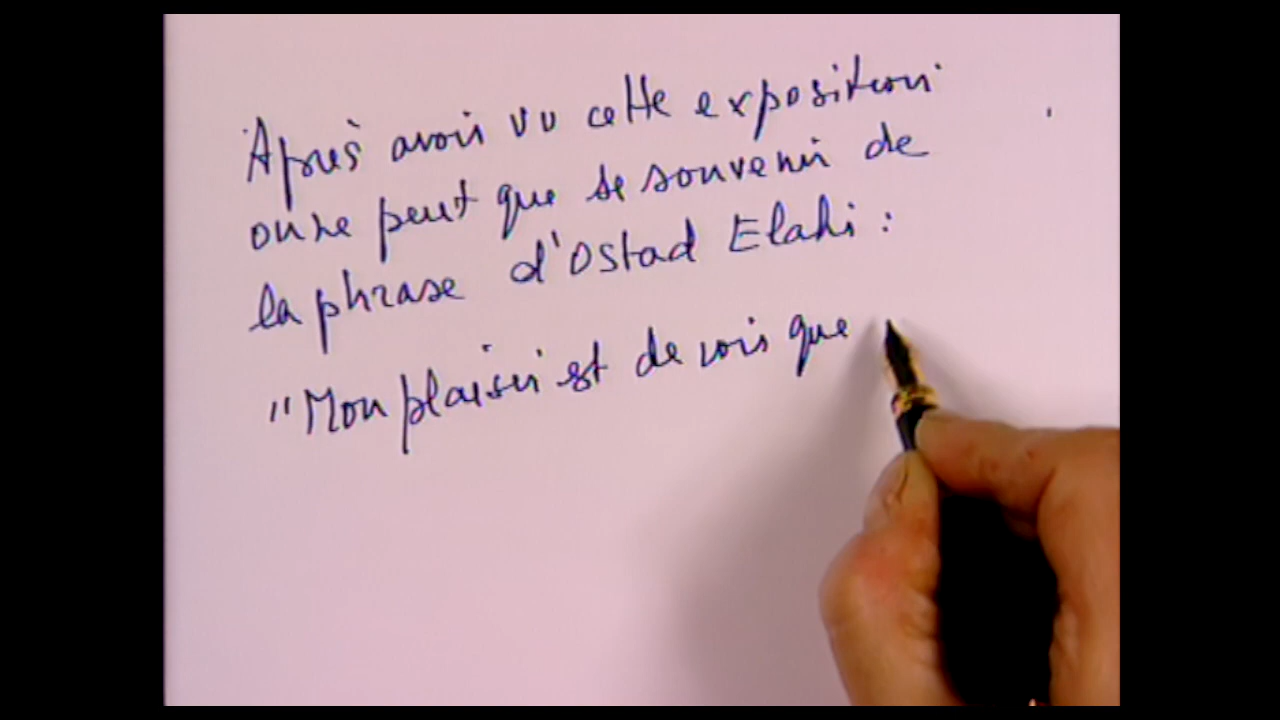 Après avoir vu cette exposition
on ne peut que se souvenir de
la phrase d'Ostad Elahi :
"Mon plaisir est de voir que